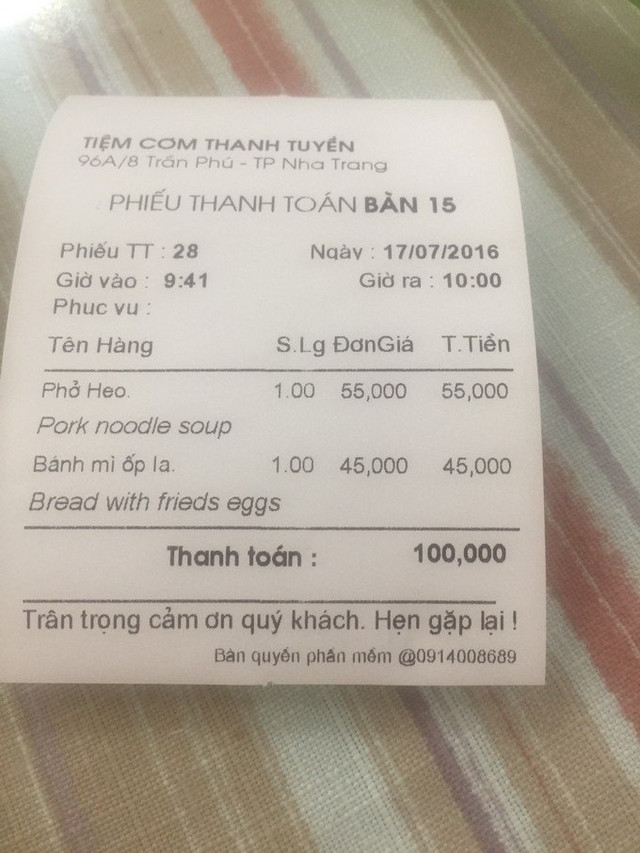 TIỆM CƠM THANH TUYỀN
96A/8 Trần Phú - TP Nha Trang
PHIẾU THANH TOÁN BÀN 15
Phiếu TT : 28 Ngày : 17/07/2016
Giờ vào : 9:41 Giờ ra : 10:00
Phuc vu :
Tên Hàng S.Lg ĐơnGiá T.Tiền
Phở Heo. 1.00 55,000 55,000
Pork noodle soup
Bánh mì ốp la. 1.00 45,000 45,000
Bread with frieds eggs
Thanh toán : 100,000
Trân trọng cảm ơn quý khách. Hẹn gặp lại !
Bản quyền phần mềm @0914008689